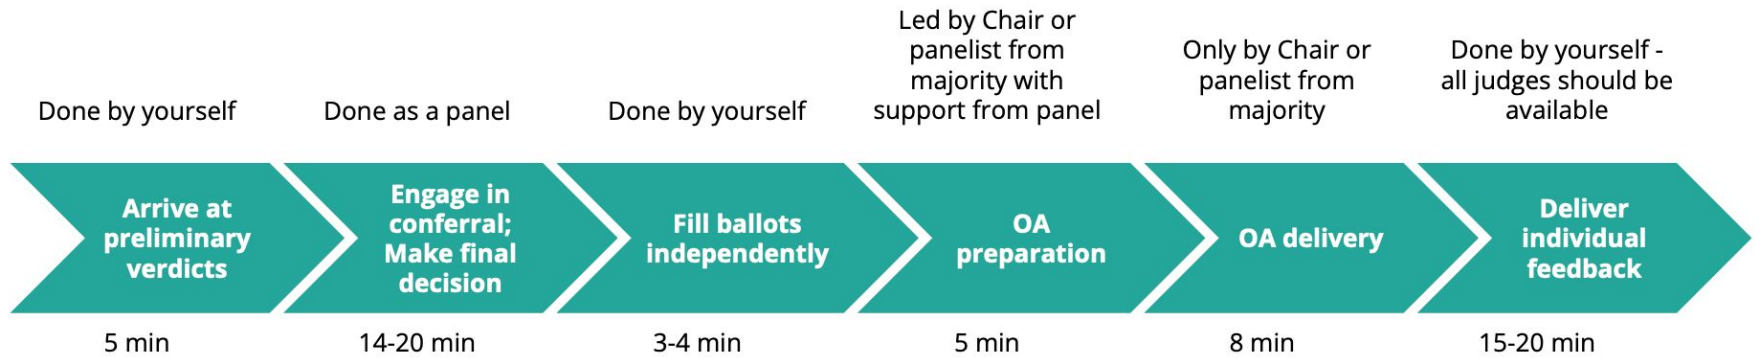 Done by yourself
Done as a panel
Done by yourself
Led by Chair or
panelist from
majority with
support from panel
Only by Chair or
panelist from
majority
Done by yourself -
all judges should be
available
Arrive at
preliminary
verdicts
Engage in
conferral;
Make final
decision
Fill ballots
independently
OA
preparation
OA delivery
Deliver
individual
feedback
5 min
14-20 min
3-4 min
5 min
8 min
15-20 min